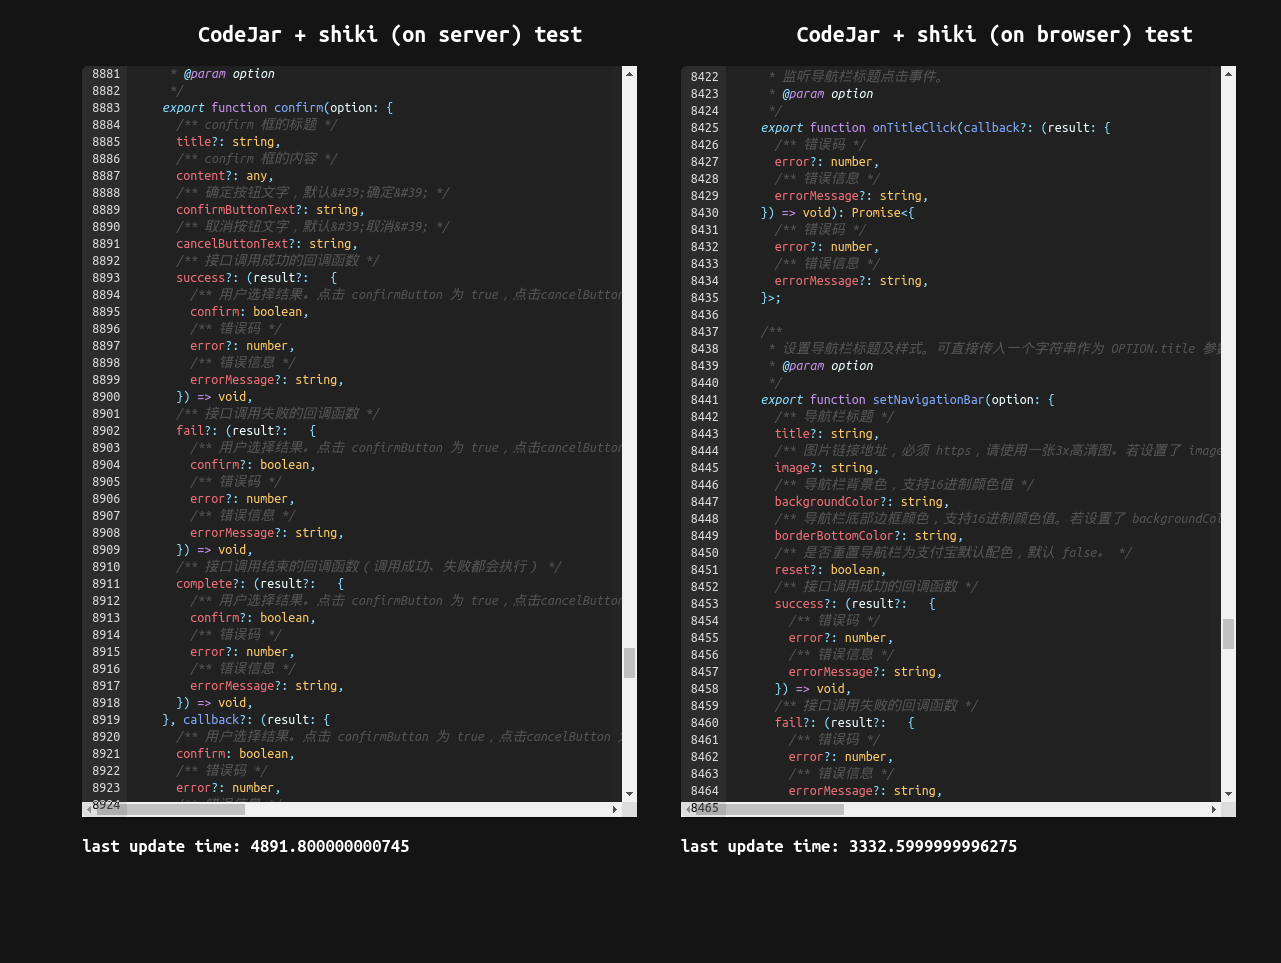 CodeJar + shiki (on server) test
8881 * @param option
8882 */
8883 export function confirm(option: {
8884 /** confirm 框的标题 */
8885 title?: string,
8886 /** confirm 框的内容 */
8887 content?: any,
8888 /** 确定按钮文字，默认&#39;确定&#39; */
8889 confirmButtonText?: string,
8890 /** 取消按钮文字，默认&#39;取消&#39; */
8891 cancelButtonText?: string,
8892 /** 接口调用成功的回调函数 */
8893 success?: (result?: {
8894 /** 用户选择结果。点击 confirmButton 为 true，点击cancelButton
8895 confirm: boolean,
8896 /** 错误码 */
8897 error?: number,
8898 /** 错误信息 */
8899 errorMessage?: string,
8900 }) => void,
8901 /** 接口调用失败的回调函数 */
8902 fail?: (result?: {
8903 /** 用户选择结果。点击 confirmButton 为 true，点击cancelButton
8904 confirm?: boolean,
8905 /** 错误码 */
8906 error?: number,
8907 /** 错误信息 */
8908 errorMessage?: string,
8909 }) => void,
8910 /** 接口调用结束的回调函数（调用成功、失败都会执行） */
8911 complete?: (result?: {
8912 /** 用户选择结果。点击 confirmButton 为 true，点击cancelButton
8913 confirm?: boolean,
8914 /** 错误码 */
8915 error?: number,
8916 /** 错误信息 */
8917 errorMessage?: string,
8918 }) => void,
8919 }, callback?: (result: {
8920 /** 用户选择结果。点击 confirmButton 为 true，点击cancelButton
8921 confirm: boolean,
8922 /** 错误码 */
8923 error?: number,
8924 /** 错误信息 */
last update time: 4891.800000000745
CodeJar + shiki (on browser) test
8422 * 监听导航栏标题点击事件。
8423 * @param option
8424 */
8425 export function onTitleClick(callback?: (result: {
8426 /** 错误码 */
8427 error?: number,
8428 /** 错误信息 */
8429 errorMessage?: string,
8430 }) => void): Promise<{
8431 /** 错误码 */
8432 error?: number,
8433 /** 错误信息 */
8434 errorMessage?: string,
8435 }>;
8436
8437 /**
8438 * 设置导航栏标题及样式。可直接传入一个字符串作为 OPTION.title 参
8439 * @param option
8440 */
8441 export function setNavigationBar(option: {
8442 /** 导航栏标题 */
8443 title?: string,
8444 /** 图片链接地址，必须 https，请使用一张3x高清图。若设置了 image
8445 image?: string,
8446 /** 导航栏背景色，支持16进制颜色值 */
8447 backgroundColor?: string,
8448 /** 导航栏底部边框颜色，支持16进制颜色值。若设置了 backgroundCol
8449 borderBottomColor?: string,
8450 /** 是否重置导航栏为支付宝默认配色，默认 false。 */
8451 reset?: boolean,
8452 /** 接口调用成功的回调函数 */
8453 success?: (result?: {
8454 /** 错误码 */
8455 error?: number,
8456 /** 错误信息 */
8457 errorMessage?: string,
8458 }) => void,
8459 /** 接口调用失败的回调函数 */
8460 fail?: (result?: {
8461 /** 错误码 */
8462 error?: number,
8463 /** 错误信息 */
8464 errorMessage?: string,
8465
last update time: 3332.5999999996275